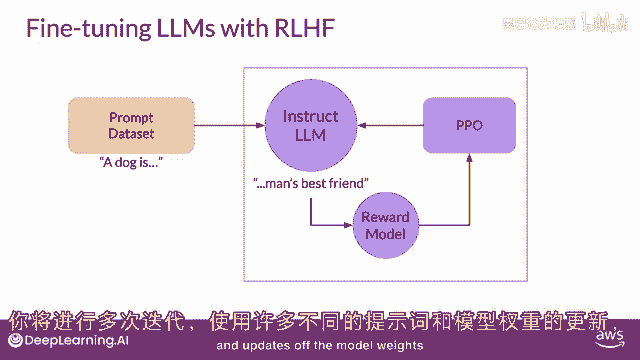 Fine-tuning LLMs with RLHF
Prompt
Dataset
"A dog is..."
Instruct
LLM
"...man's best friend"
Reward
Model
PPO
你将进行多次迭代，使用许多不同的提示词和模型权重的更新，
and updates off the model weights
DeepLearning.AI
aws